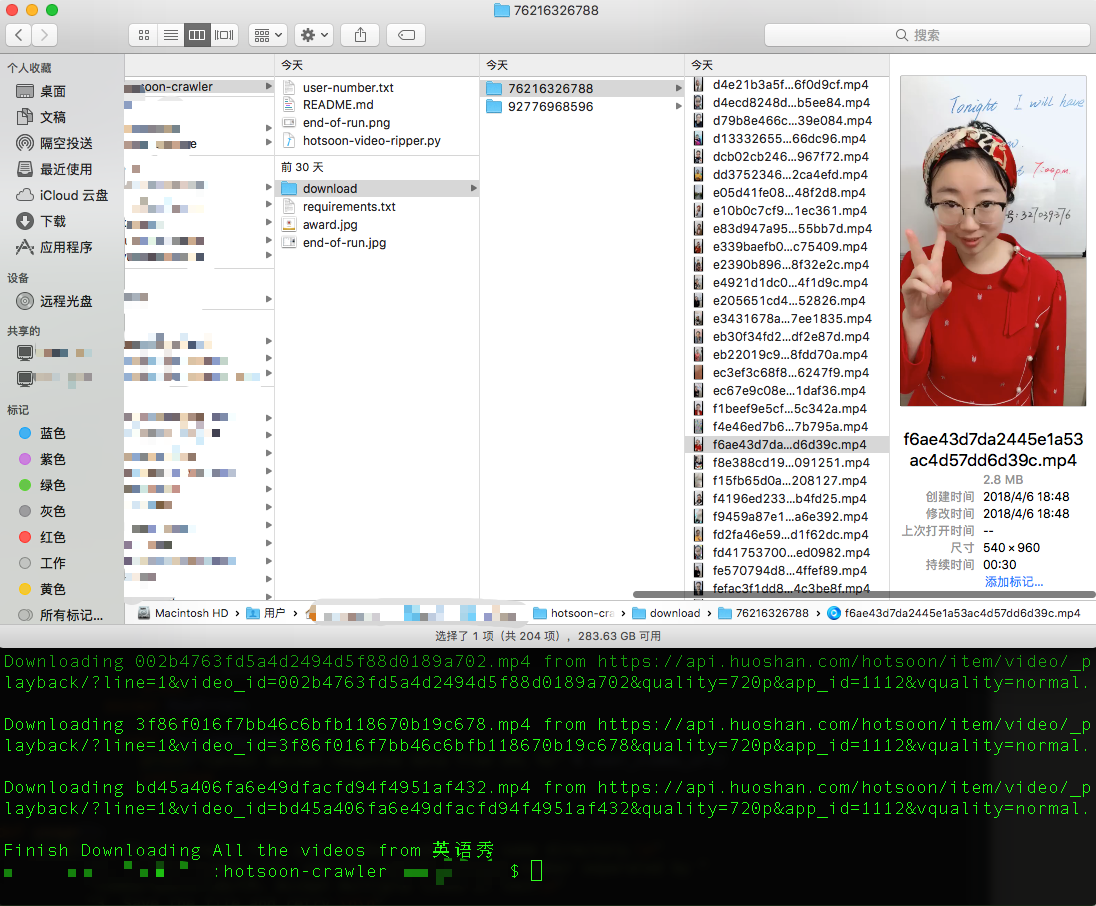 76216326788
搜索
个人收藏
桌面
文稿
隔空投送
最近使用
iCloud 云盘
下载
应用程序
设备
远程光盘
共享的
标记
蓝色
紫色
绿色
灰色
红色
工作
黄色
所有标记...
toon-crawler
今天
user-number.txt
README.md
end-of-run.png
hotsoon-video-ripper.py
前 30 天
download
requirements.txt
award.jpg
end-of-run.jpg
今天
76216326788
92776968596
今天
d4e21b3a5f...6f0d9cf.mp4
d4ecd8248d...b5ee84.mp4
d79b8e466c...39e084.mp4
d13332655...66dc96.mp4
dcb02cb246...967f72.mp4
dd3752346...2ca4efd.mp4
e05d41fe08...48f2d8.mp4
e10b0c7cf9...1ec361.mp4
e83d947a95...55bb7d.mp4
e339baefb0...c75409.mp4
e2390b896...8f32e2c.mp4
e4921d1dc0...4f1d9c.mp4
e205651cd4...52826.mp4
e3431678a...7ee1835.mp4
eb30f34fd2...df2e87d.mp4
eb22019c9...8fdd70a.mp4
ec3ef3c68f8...6247f9.mp4
ec67e9c08e...1daf36.mp4
f1beef9e5cf...5c342a.mp4
f4e46ed7b6...7b795a.mp4
f6ae43d7da...d6d39c.mp4
f8e388cd19...091251.mp4
f15fb65d0a...208127.mp4
f4196ed233...b4fd25.mp4
f9459a87e1...a6e392.mp4
fd2fa46e59...d1f62dc.mp4
fd41753700...ed0982.mp4
fe570794d8...4ffef89.mp4
fefac3f1dd8...4c3be8f.mp4
Tonight I will have
7:00pm
号:327039376
f6ae43d7da2445e1a53
ac4d57dd6d39c.mp4
2.8 MB
创建时间 2018/4/6 18:48
修改时间 2018/4/6 18:48
上次打开时间 --
尺寸 540 × 960
持续时间 00:30
添加标记...
Macintosh HD
用户
hotsoon-cra
download
76216326788
f6ae43d7da2445e1a53ac4d57dd6d39c.mp4
选择了 1 项（共 204 项），283.63 GB 可用
Downloading 002b4763fd5a4d2494d5f88d0189a702.mp4 from https://api.huoshan.com/hotsoon/item/video/_p
layback/?line=1&video_id=002b4763fd5a4d2494d5f88d0189a702&quality=720p&app_id=1112&vquality=normal.
Downloading 3f86f016f7bb46c6bfb118670b19c678.mp4 from https://api.huoshan.com/hotsoon/item/video/_p
layback/?line=1&video_id=3f86f016f7bb46c6bfb118670b19c678&quality=720p&app_id=1112&vquality=normal.
Downloading bd45a406fa6e49dfacfd94f4951af432.mp4 from https://api.huoshan.com/hotsoon/item/video/_p
layback/?line=1&video_id=bd45a406fa6e49dfacfd94f4951af432&quality=720p&app_id=1112&vquality=normal.
Finish Downloading All the videos from 英语秀
:hotsoon-crawler $